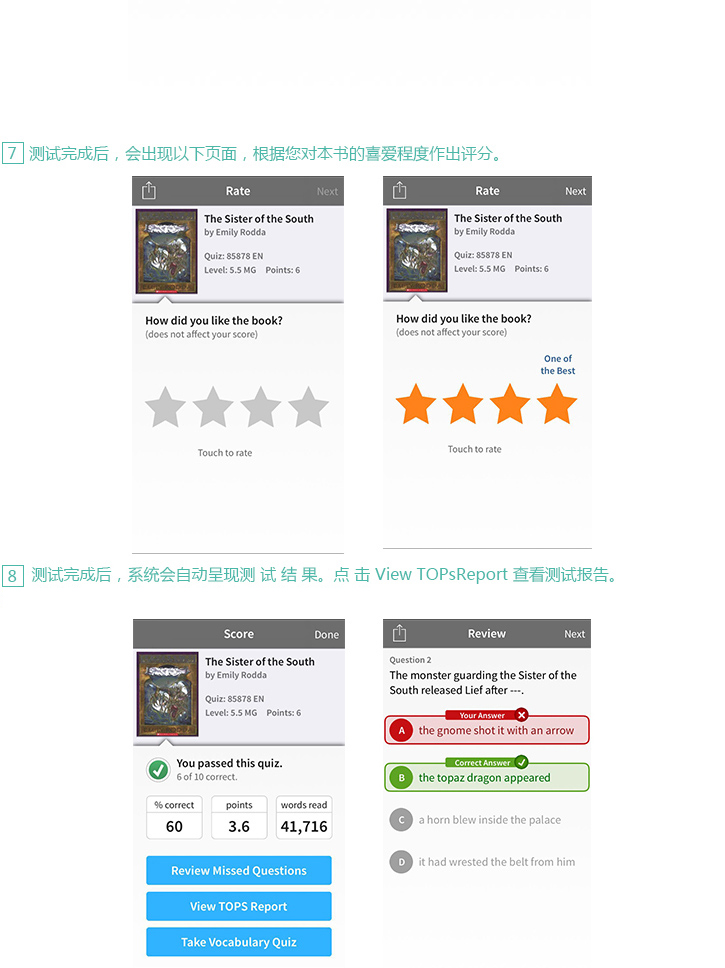 7 测试完成后，会出现以下页面，根据您对本书的喜爱程度作出评分。
Rate Next
The Sister of the South
by Emily Rodda
Quiz: 85878 EN
Level: 5.5 MG Points: 6
How did you like the book?
(does not affect your score)
Touch to rate
Rate Next
The Sister of the South
by Emily Rodda
Quiz: 85878 EN
Level: 5.5 MG Points: 6
How did you like the book?
(does not affect your score)
One of
the Best
Touch to rate
8 测试完成后，系统会自动呈现测 试 结 果。点 击 View TOPsReport 查看测试报告。
Score Done
The Sister of the South
by Emily Rodda
Quiz: 85878 EN
Level: 5.5 MG Points: 6
You passed this quiz.
6 of 10 correct.
% correct points words read
60 3.6 41,716
Review Missed Questions
View TOPS Report
Take Vocabulary Quiz
Review Next
Question 2
The monster guarding the Sister of the
South released Lief after ---.
Your Answer
A the gnome shot it with an arrow
Correct Answer
B the topaz dragon appeared
C a horn blew inside the palace
D it had wrested the belt from him